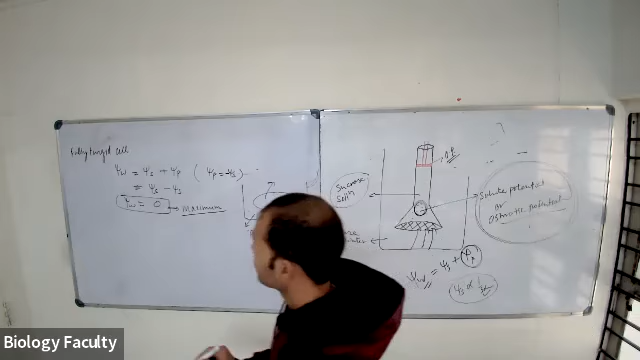 Fully turgid cell
Ψw = Ψs + Ψp (Ψp = -Ψs)
= Ψs - Ψs
Ψw = 0 → Maximum
Sucrose
Soln
water
O.P.
Solute potential
or
Osmotic potential
Ψw = Ψs +
Biology Faculty